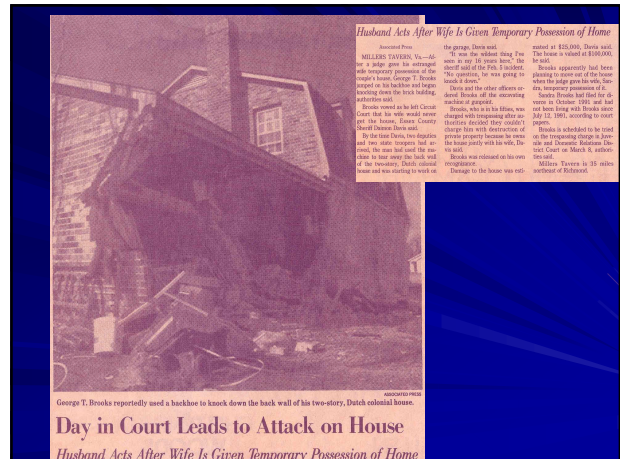 Husband Acts After Wife Is Given Temporary Possession of Home
Associated Press
MILLERS TAVERN, Va.—Af-
ter a judge gave his estranged
wife temporary possession of the
couple's house, George T. Brooks
jumped on his backhoe and began
knocking down the brick building,
authorities said.
Brooks vowed as he left Circuit
Court that his wife would never
get the house, Essex County
Sheriff Daimon Davis said.
By the time Davis, two deputies
and two state troopers had ar-
rived, the man had used the ma-
chine to tear away the back wall
of the two-story, Dutch colonial
house and was starting to work on
the garage, Davis said.
"It was the wildest thing I've
seen in my 16 years here," the
sheriff said of the Feb. 5 incident.
"No question, he was going to
knock it down."
Davis and the other officers or-
dered Brooks off the excavating
machine at gunpoint.
Brooks, who is in his fifties, was
charged with trespassing after au-
thorities decided they couldn't
charge him with destruction of
private property because he owns
the house jointly with his wife, Da-
vis said.
Brooks was released on his own
recognizance.
Damage to the house was esti-
mated at $25,000, Davis said.
The house is valued at $100,000,
he said.
Brooks apparently had been
planning to move out of the house
when the judge gave his wife, San-
dra, temporary possession of it.
Sandra Brooks had filed for di-
vorce in October 1991 and had
not been living with Brooks since
July 12, 1991, according to court
papers.
Brooks is scheduled to be tried
on the trespassing charge in Juve-
nile and Domestic Relations Dis-
trict Court on March 8, authori-
ties said.
Millers Tavern is 35 miles
northeast of Richmond.
ASSOCIATED PRESS
George T. Brooks reportedly used a backhoe to knock down the back wall of his two-story, Dutch colonial house.
Day in Court Leads to Attack on House
Husband Acts After Wife Is Given Temporary Possession of Home